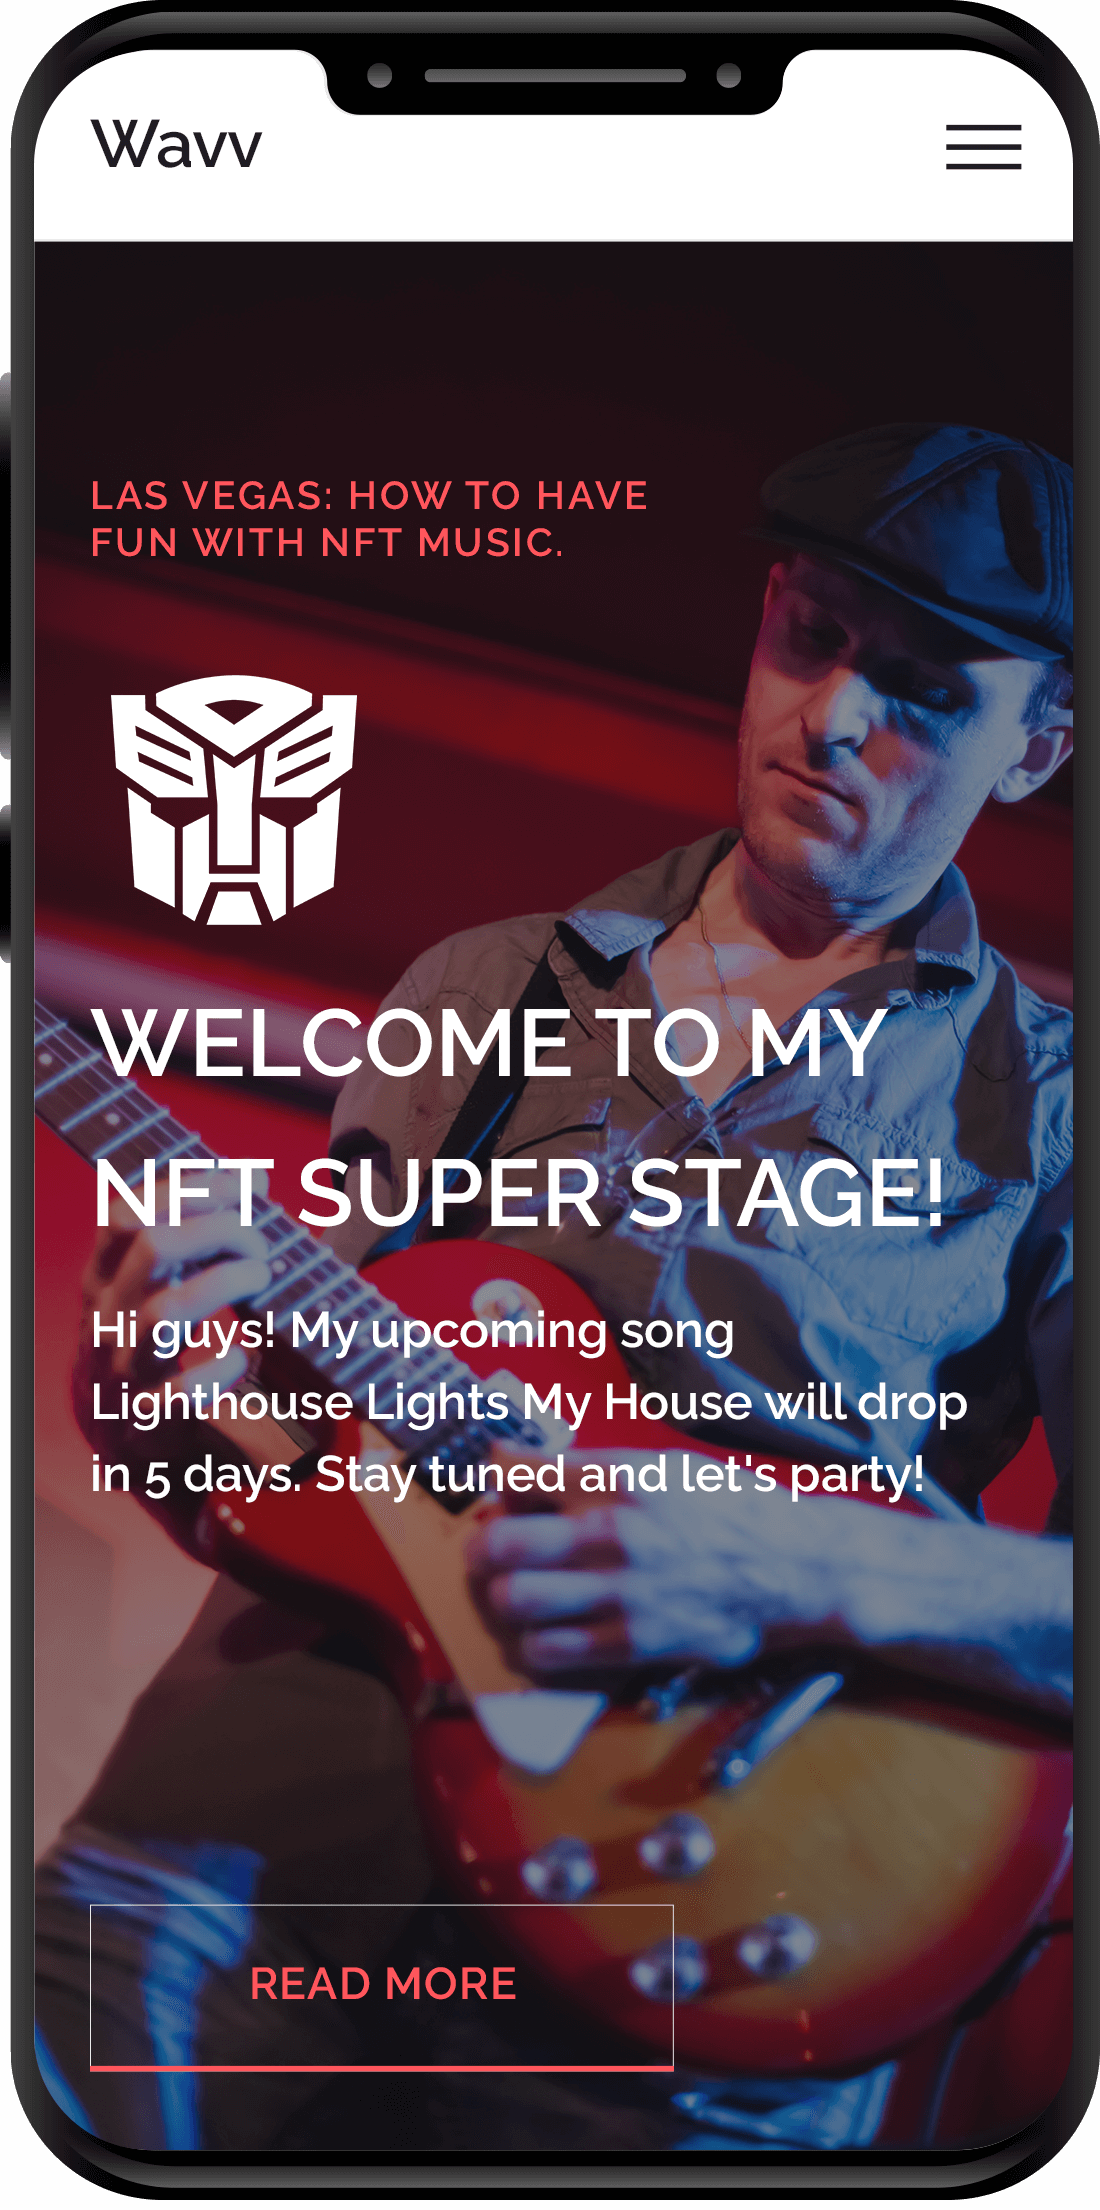 Wavv
LAS VEGAS: HOW TO HAVE
FUN WITH NFT MUSIC.
WELCOME TO MY
NFT SUPER STAGE!
Hi guys! My upcoming song
Lighthouse Lights My House will drop
in 5 days. Stay tuned and let's party!
READ MORE